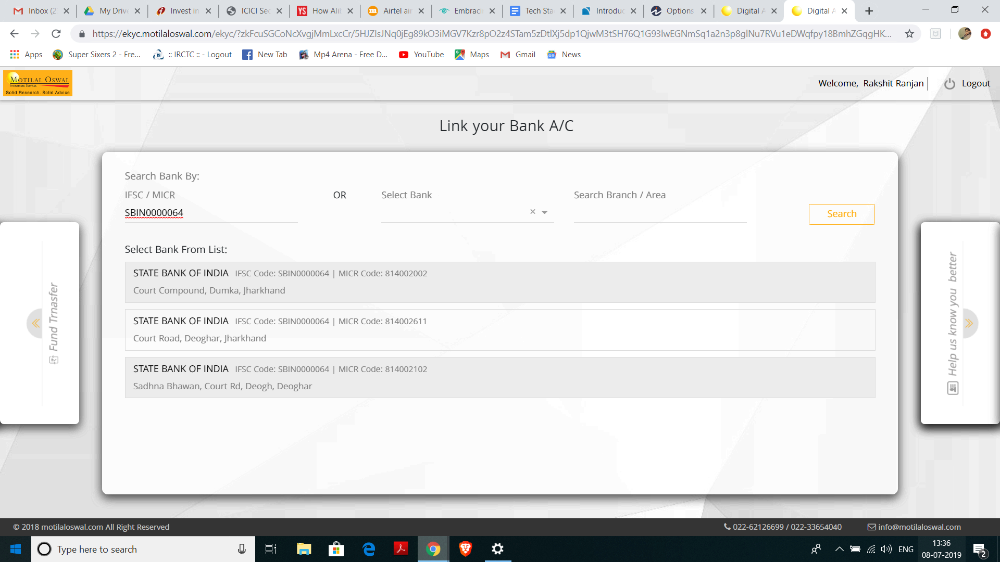 Inbox (2
My Drive
Invest in
ICICI Sec
How Alib
Airtel air
Embracin
Tech Sta
Introduc
Options
Digital A
Digital A
https://ekyc.motilaloswal.com/ekyc/?zkFcuSGCoNcXvgjMmLxcCr/5HJZIsJNq0jEg89kO3iMGV7Kzr8pO2z4STam5zDtlXj5dp1QjwM3tSH76Q1G93lwEGNmSq1a2n3p8glNu7RVu1eDWqfpy18BmhZGqgHK...
Apps
Super Sixers 2 - Fre...
:: IRCTC :: - Logout
New Tab
Mp4 Arena - Free D...
YouTube
Maps
Gmail
News
MOTILAL OSWAL
Investment Services
Solid Research. Solid Advice
Welcome, Rakshit Ranjan
Logout
Link your Bank A/C
Search Bank By:
IFSC / MICR
OR
Select Bank
Search Branch / Area
SBIN0000064
Search
Select Bank From List:
STATE BANK OF INDIA IFSC Code: SBIN0000064 | MICR Code: 814002002
Court Compound, Dumka, Jharkhand
STATE BANK OF INDIA IFSC Code: SBIN0000064 | MICR Code: 814002611
Court Road, Deoghar, Jharkhand
STATE BANK OF INDIA IFSC Code: SBIN0000064 | MICR Code: 814002102
Sadhna Bhawan, Court Rd, Deogh, Deoghar
Fund Trnasfer
Help us know you better
© 2018 motilaloswal.com All Right Reserved
022-62126699 / 022-33654040
info@motilaloswal.com
Type here to search
ENG
13:36
08-07-2019
2